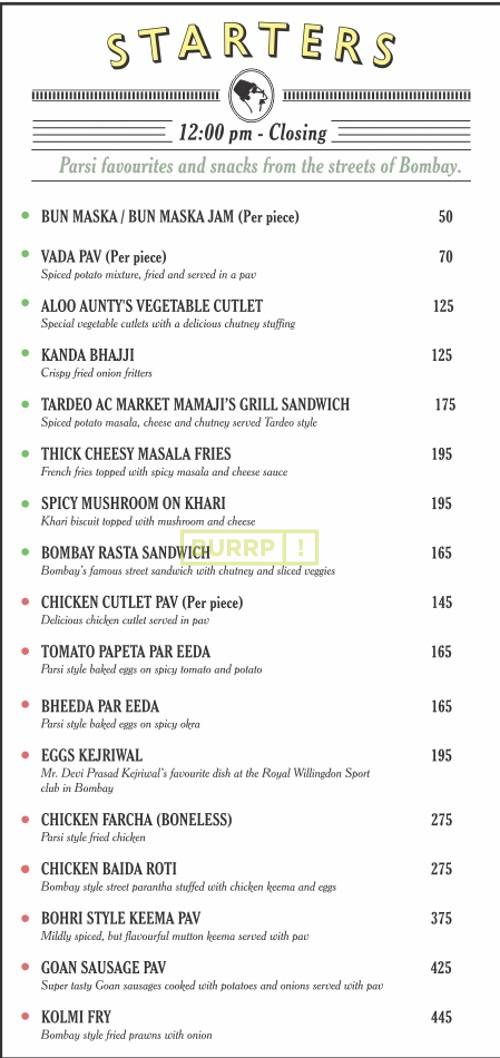 STARTERS
12:00 pm - Closing
Parsi favourites and snacks from the streets of Bombay.
BUN MASKA / BUN MASKA JAM (Per piece) 50
VADA PAV (Per piece) 70
Spiced potato mixture, fried and served in a pav
ALOO AUNTY'S VEGETABLE CUTLET 125
Special vegetable cutlets with a delicious chutney stuffing
KANDA BHAJJI 125
Crispy fried onion fritters
TARDEO AC MARKET MAMAJI'S GRILL SANDWICH 175
Spiced potato masala, cheese and chutney served Tardeo style
THICK CHEESY MASALA FRIES 195
French fries topped with spicy masala and cheese sauce
SPICY MUSHROOM ON KHARI 195
Khari biscuit topped with mushroom and cheese
BURRP!
BOMBAY RASTA SANDWICH 165
Bombay's famous street sandwich with chutney and sliced veggies
CHICKEN CUTLET PAV (Per piece) 145
Delicious chicken cutlet served in pav
TOMATO PAPETA PAR EEDA 165
Parsi style baked eggs on spicy tomato and potato
BHEEDA PAR EEDA 165
Parsi style baked eggs on spicy okra
EGGS KEJRIWAL 195
Mr. Devi Prasad Kejriwal's favourite dish at the Royal Willingdon Sport
club in Bombay
CHICKEN FARCHA (BONELESS) 275
Parsi style fried chicken
CHICKEN BAIDA ROTI 275
Bombay style street parantha stuffed with chicken keema and eggs
BOHRI STYLE KEEMA PAV 375
Mildly spiced, but flavourful mutton keema served with pav
GOAN SAUSAGE PAV 425
Super tasty Goan sausages cooked with potatoes and onions served with pav
KOLMI FRY 445
Bombay style fried prawns with onion